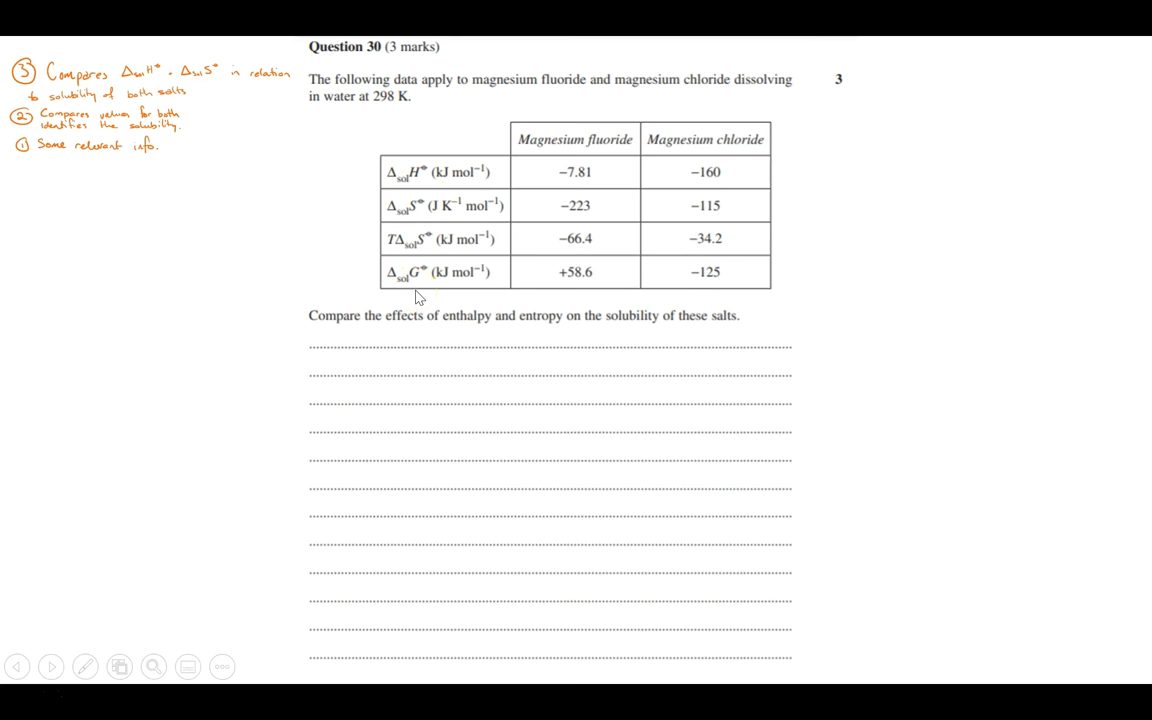 ③ Compares ΔsolH° + ΔsolS° in relation
to solubility of both salts
② Compares values for both
identifies the solubility.
① Some relevant info.
Question 30 (3 marks)
The following data apply to magnesium fluoride and magnesium chloride dissolving 3
in water at 298 K.
Magnesium fluoride Magnesium chloride
ΔsolH° (kJ mol⁻¹) −7.81 −160
ΔsolS° (J K⁻¹ mol⁻¹) −223 −115
TΔsolS° (kJ mol⁻¹) −66.4 −34.2
ΔsolG° (kJ mol⁻¹) +58.6 −125
Compare the effects of enthalpy and entropy on the solubility of these salts.